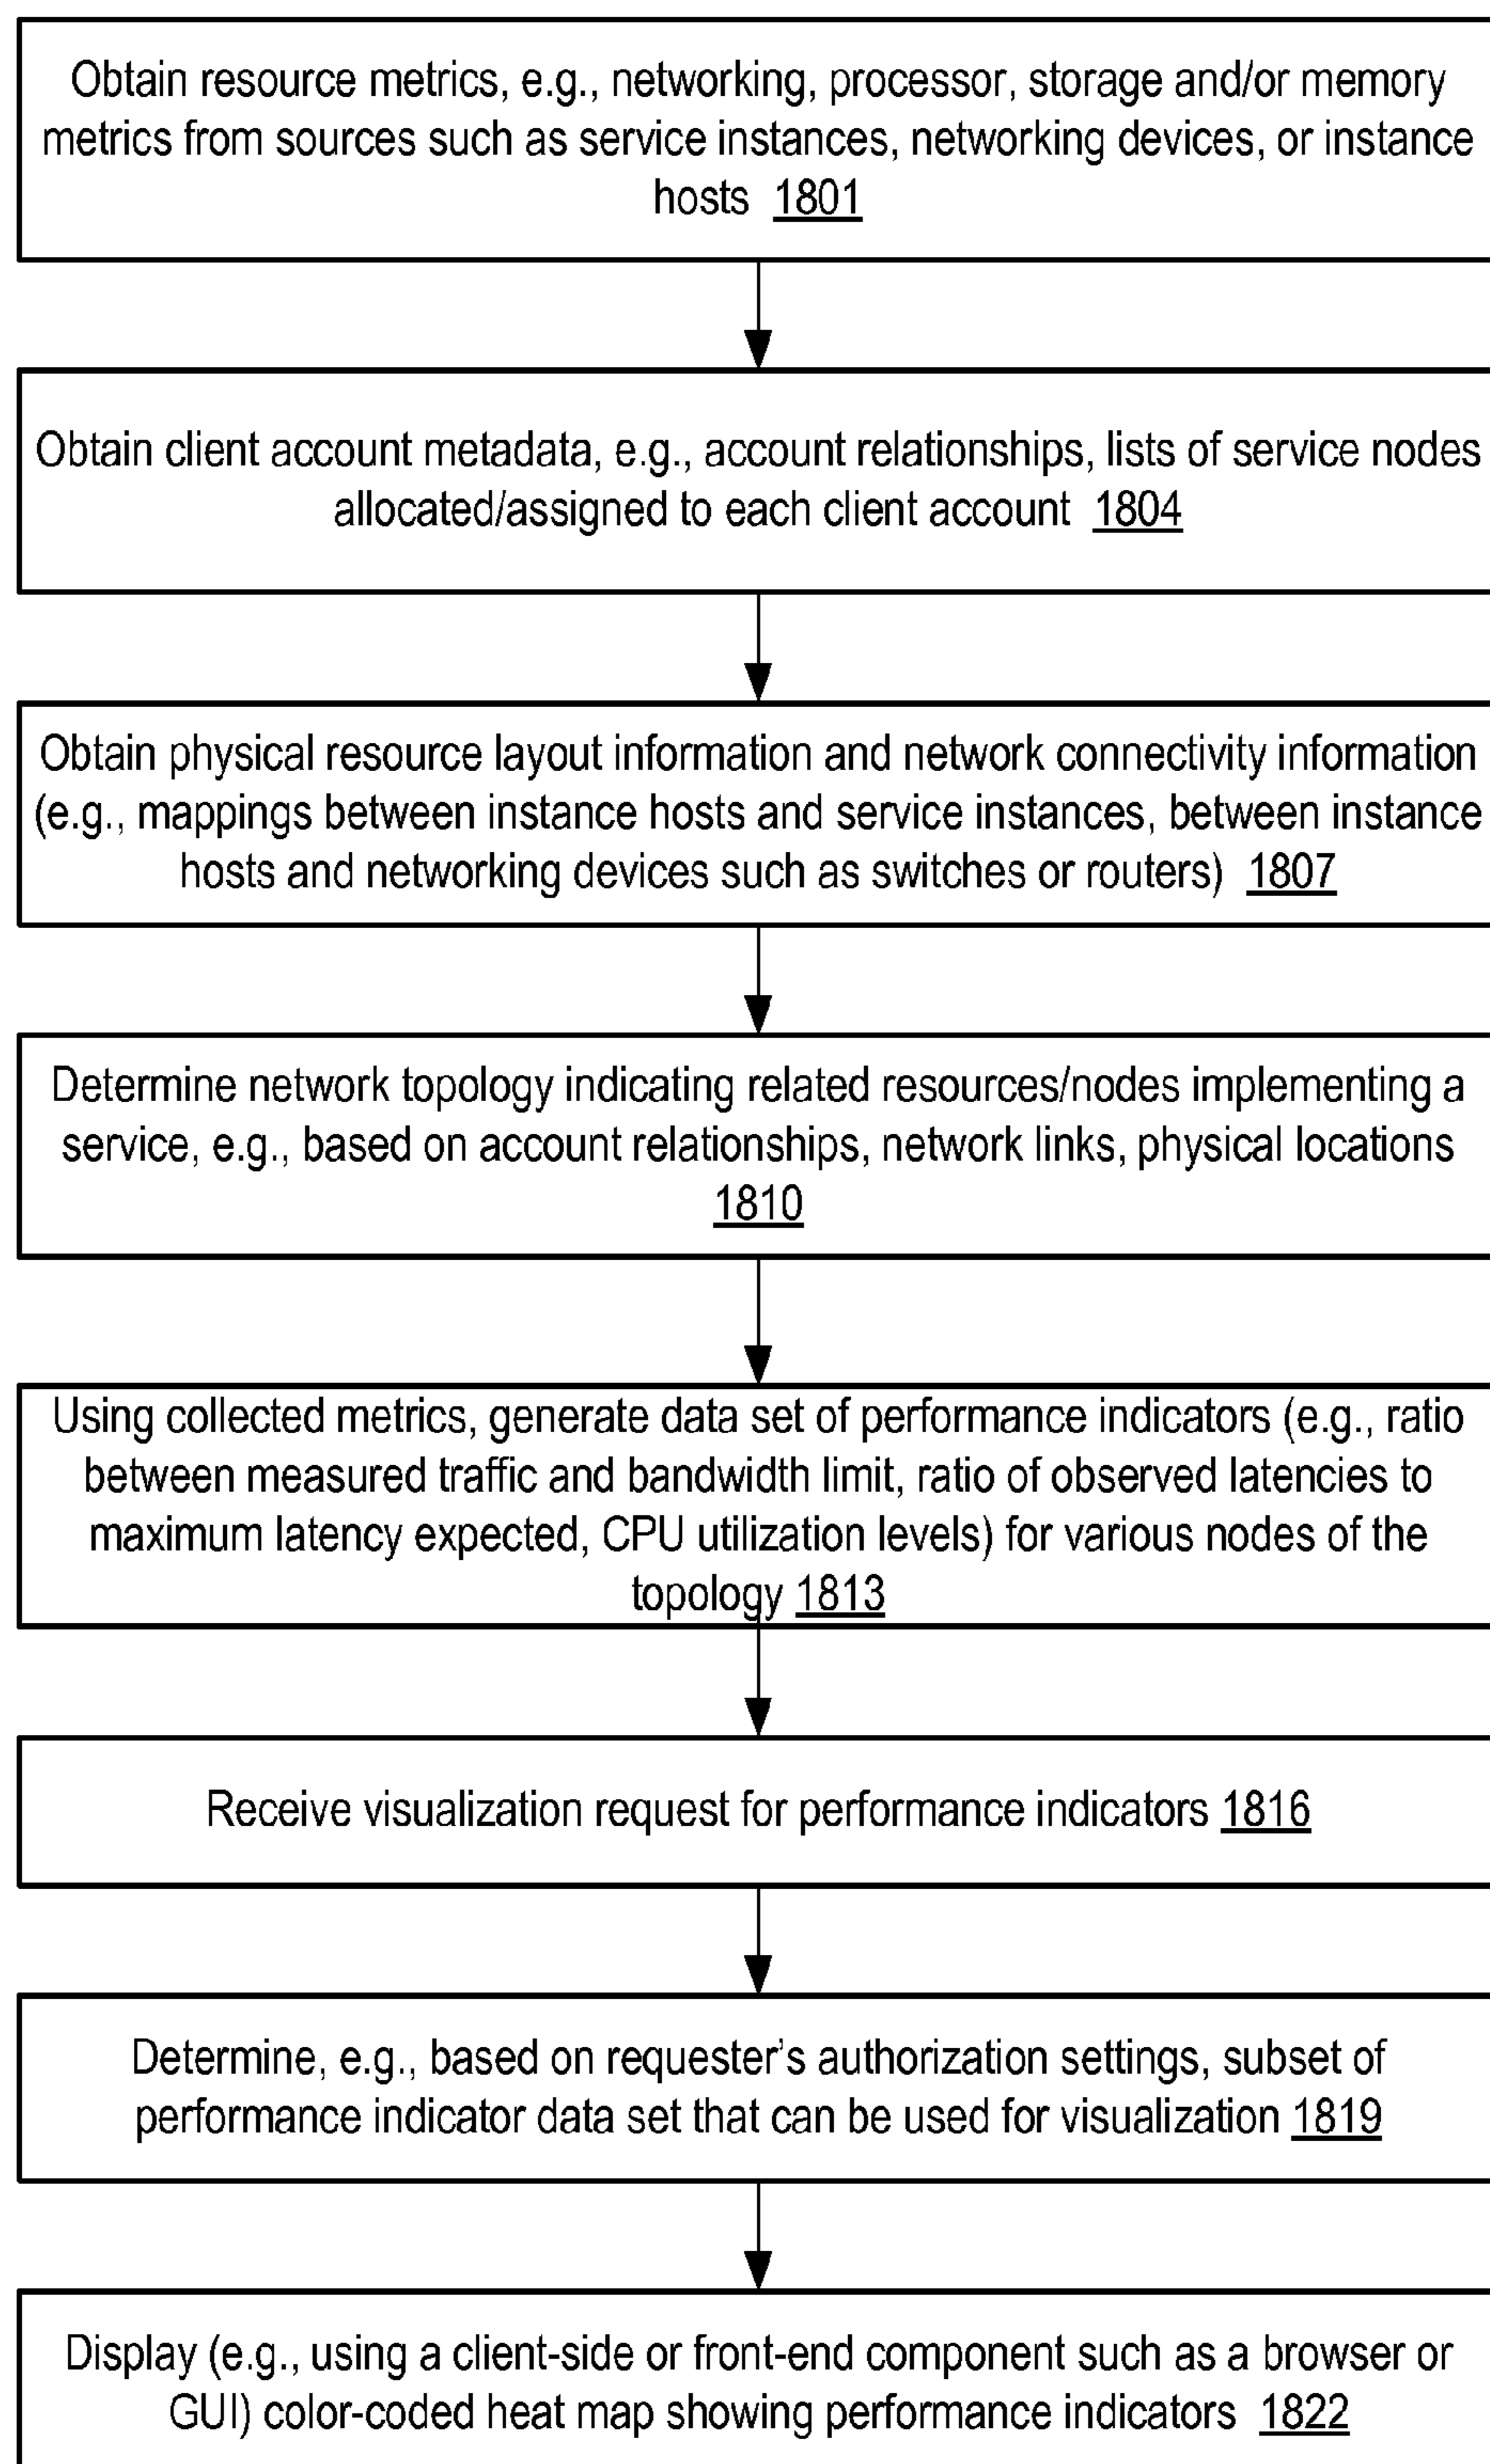 Obtain resource metrics, e.g., networking, processor, storage and/or memory
metrics from sources such as service instances, networking devices, or instance
hosts 1801
Obtain client account metadata, e.g., account relationships, lists of service nodes
allocated/assigned to each client account 1804
Obtain physical resource layout information and network connectivity information
(e.g., mappings between instance hosts and service instances, between instance
hosts and networking devices such as switches or routers) 1807
Determine network topology indicating related resources/nodes implementing a
service, e.g., based on account relationships, network links, physical locations
1810
Using collected metrics, generate data set of performance indicators (e.g., ratio
between measured traffic and bandwidth limit, ratio of observed latencies to
maximum latency expected, CPU utilization levels) for various nodes of the
topology 1813
Receive visualization request for performance indicators 1816
Determine, e.g., based on requester’s authorization settings, subset of
performance indicator data set that can be used for visualization 1819
Display (e.g., using a client-side or front-end component such as a browser or
GUI) color-coded heat map showing performance indicators 1822